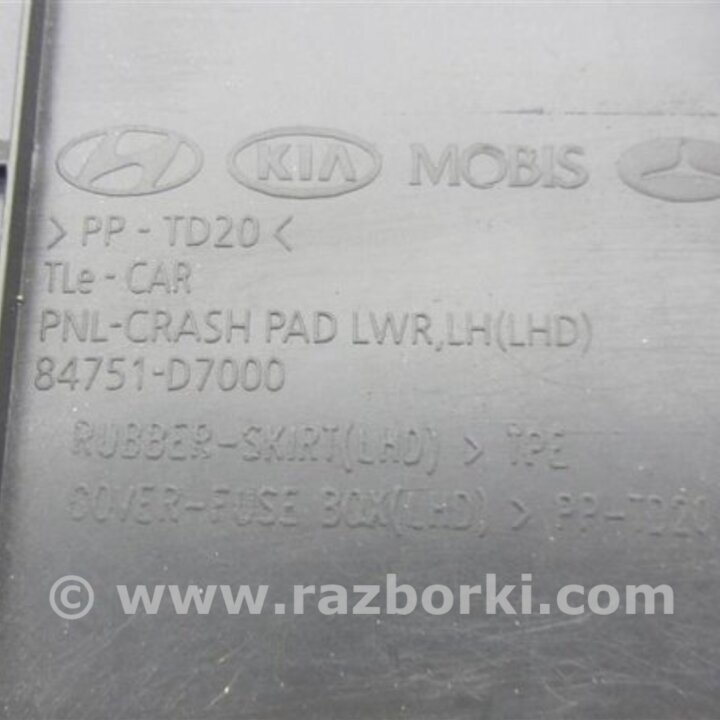 KIA MOBIS
> PP - TD20 <
TLe - CAR
PNL-CRASH PAD LWR,LH(LHD)
84751-D7000
RUBBER-SKIRT(LHD) > TPE
COVER-FUSE BOX(LHD) > PP-TD20
© www.razborki.com